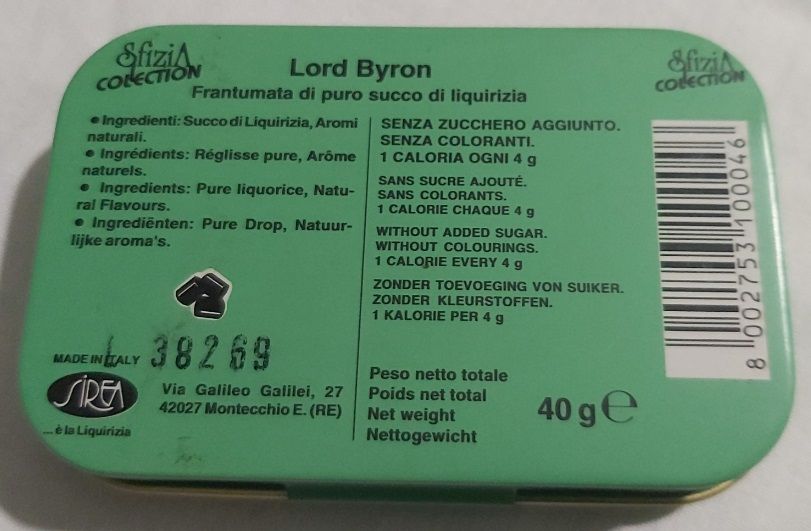 SfiziA
COLECTION
Lord Byron
Frantumata di puro succo di liquirizia
SfiziA
COLECTION
• Ingredienti: Succo di Liquirizia, Aromi
naturali.
• Ingrédients: Réglisse pure, Arôme
naturels.
• Ingredients: Pure liquorice, Natu-
ral Flavours.
• Ingrediënten: Pure Drop, Natuur-
lijke aroma's.
SENZA ZUCCHERO AGGIUNTO.
SENZA COLORANTI.
1 CALORIA OGNI 4 g
SANS SUCRE AJOUTÉ.
SANS COLORANTS.
1 CALORIE CHAQUE 4 g
WITHOUT ADDED SUGAR.
WITHOUT COLOURINGS.
1 CALORIE EVERY 4 g
ZONDER TOEVOEGING VON SUIKER.
ZONDER KLEURSTOFFEN.
1 KALORIE PER 4 g
8 002753 100046
MADE IN ITALY
L 38269
SIREA
... è la Liquirizia
Via Galileo Galilei, 27
42027 Montecchio E. (RE)
Peso netto totale
Poids net total
Net weight
Nettogewicht
40 g ℮